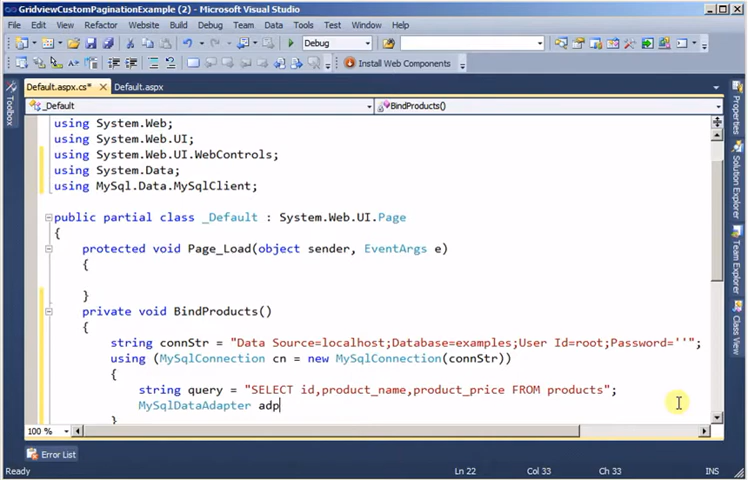 GridviewCustomPaginationExample (2) - Microsoft Visual Studio
File Edit View Refactor Website Build Debug Team Data Tools Test Window Help
Debug
Install Web Components
Default.aspx.cs* Default.aspx
_Default BindProducts()
Toolbox
Properties
Solution Explorer
Team Explorer
Class View
using System.Web;
using System.Web.UI;
using System.Web.UI.WebControls;
using System.Data;
using MySql.Data.MySqlClient;
public partial class _Default : System.Web.UI.Page
{
protected void Page_Load(object sender, EventArgs e)
{
}
private void BindProducts()
{
string connStr = "Data Source=localhost;Database=examples;User Id=root;Password=''";
using (MySqlConnection cn = new MySqlConnection(connStr))
{
string query = "SELECT id,product_name,product_price FROM products";
MySqlDataAdapter adp
}
100 %
Error List
Ready Ln 22 Col 33 Ch 33 INS